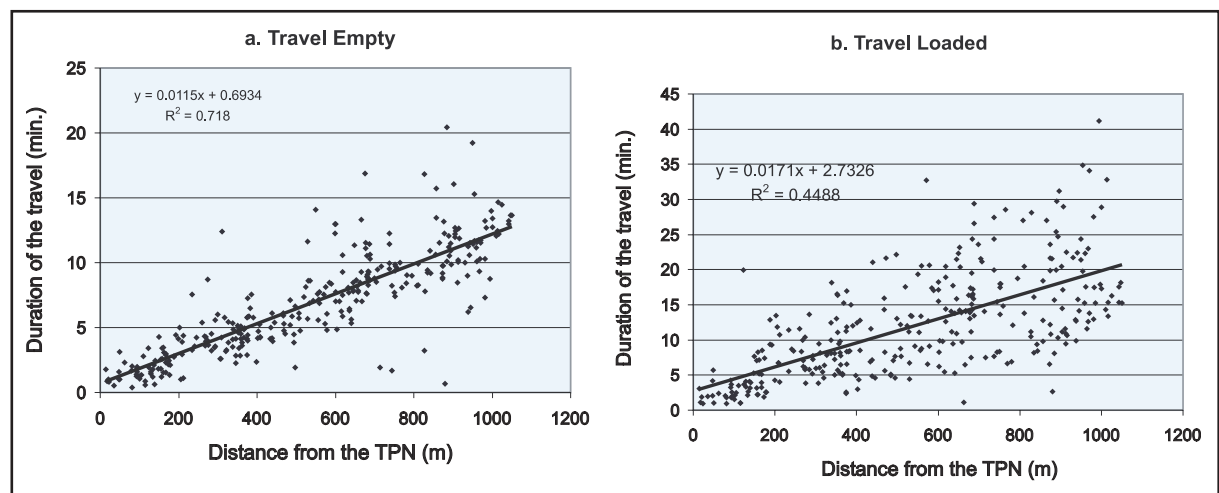 a. Travel Empty
25
20
15
10
5
0
y = 0.0115x + 0.6934
R² = 0.718
Duration of the travel (min.)
0 200 400 600 800 1000 1200
Distance from the TPN (m)
b. Travel Loaded
45
40
35
30
25
20
15
10
5
0
y = 0.0171x + 2.7326
R² = 0.4488
Duration of the travel (min.)
0 200 400 600 800 1000 1200
Distance from the TPN (m)